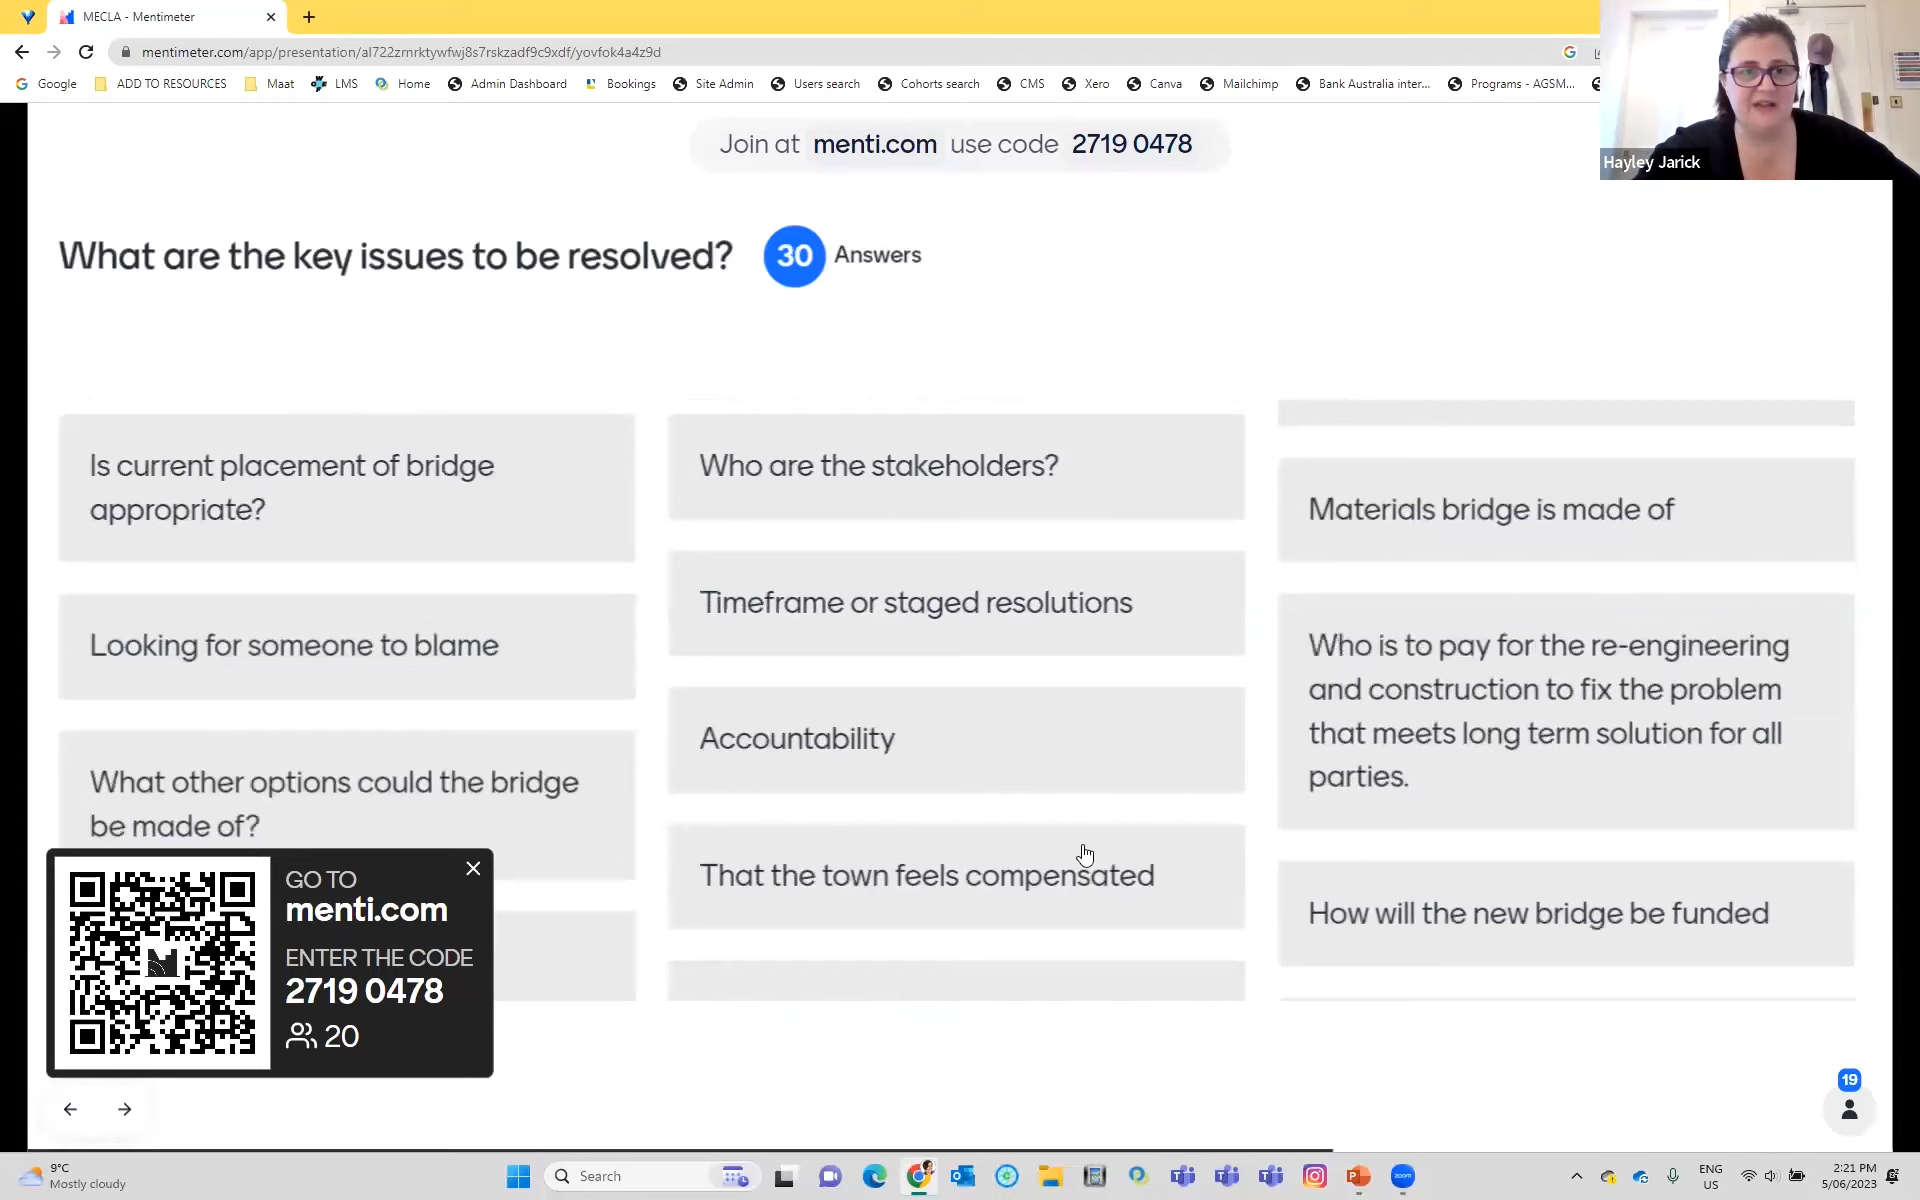 MECLA - Mentimeter
mentimeter.com/app/presentation/al722zrnrktywfwj8s7rskzadf9c9xdf/yovfok4a4z9d
Google
ADD TO RESOURCES
Maat
LMS
Home
Admin Dashboard
Bookings
Site Admin
Users search
Cohorts search
CMS
Xero
Canva
Mailchimp
Bank Australia inter...
Programs - AGSM...
Hayley Jarick
Join at menti.com use code 2719 0478
What are the key issues to be resolved?
30 Answers
Is current placement of bridge
appropriate?
Looking for someone to blame
What other options could the bridge
be made of?
Who are the stakeholders?
Timeframe or staged resolutions
Accountability
That the town feels compensated
Materials bridge is made of
Who is to pay for the re-engineering
and construction to fix the problem
that meets long term solution for all
parties.
How will the new bridge be funded
GO TO
menti.com
ENTER THE CODE
2719 0478
20
19
9°C
Mostly cloudy
Search
zoom
ENG
US
2:21 PM
5/06/2023